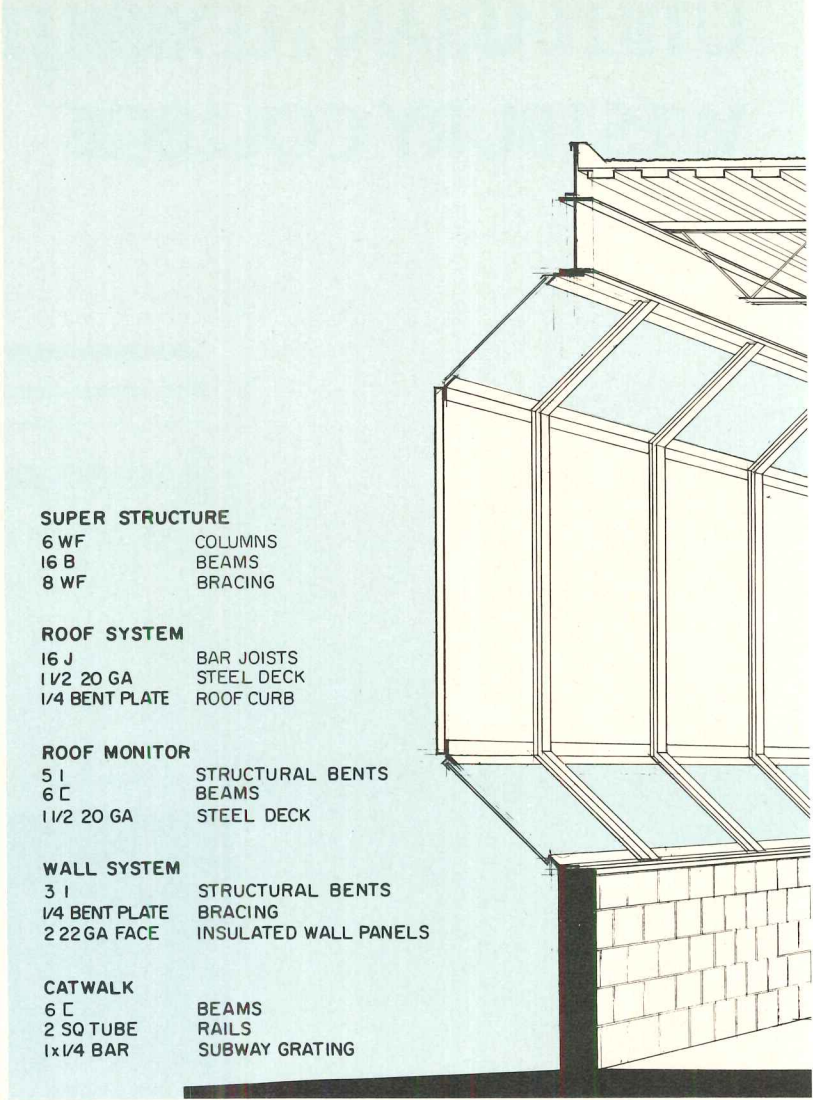 SUPER STRUCTURE
6 WF COLUMNS
16 B BEAMS
8 WF BRACING
ROOF SYSTEM
16 J BAR JOISTS
1 1/2 20 GA STEEL DECK
1/4 BENT PLATE ROOF CURB
ROOF MONITOR
5 I STRUCTURAL BENTS
6 [ BEAMS
1 1/2 20 GA STEEL DECK
WALL SYSTEM
3 I STRUCTURAL BENTS
1/4 BENT PLATE BRACING
2 22 GA FACE INSULATED WALL PANELS
CATWALK
6 [ BEAMS
2 SQ TUBE RAILS
1x1/4 BAR SUBWAY GRATING